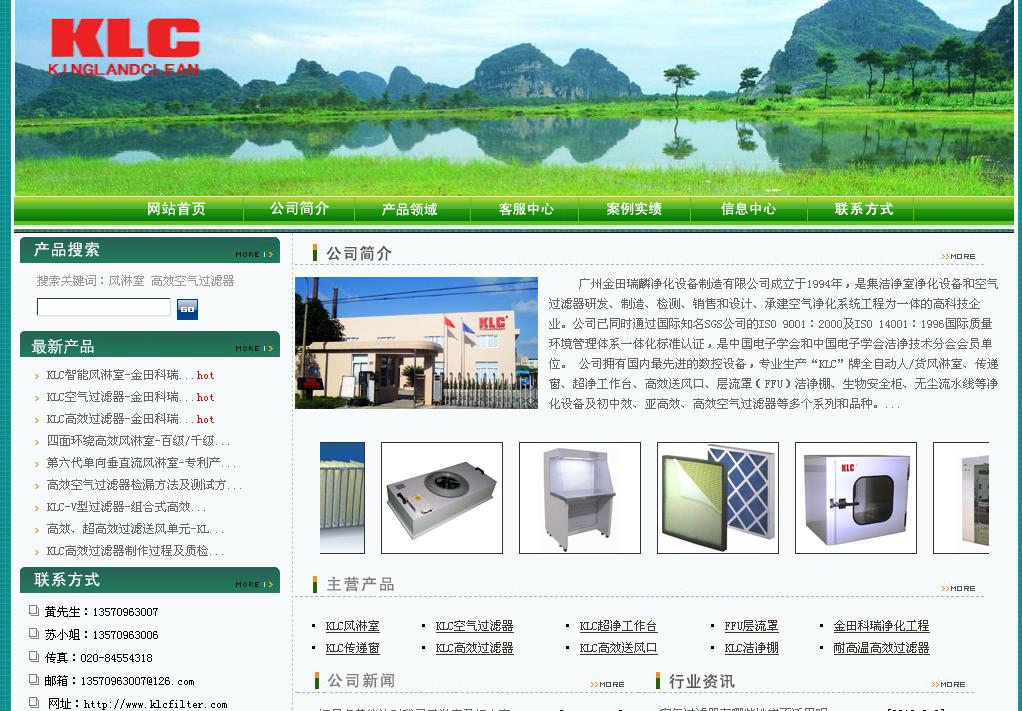 KLC
KINGLANDCLEAN
网站首页 公司简介 产品领域 客服中心 案例实绩 信息中心 联系方式
产品搜索 MORE
搜索关键词：风淋室 高效空气过滤器
GO
最新产品 MORE
KLC智能风淋室-金田科瑞...hot
KLC空气过滤器-金田科瑞...hot
KLC高效过滤器-金田科瑞...hot
四面环绕高效风淋室-百级/千级...
第六代单向垂直流风淋室-专利产...
高效空气过滤器检漏方法及测试方...
KLC-V型过滤器-组合式高效...
高效、超高效过滤送风单元-KL...
KLC高效过滤器制作过程及质检...
联系方式 MORE
黄先生：13570963007
苏小姐：13570963006
传真：020-84554318
邮箱：13570963007@126.com
网址：http://www.klcfilter.com
公司简介 MORE
KLC
广州金田瑞麟净化设备制造有限公司成立于1994年，是集洁净室净化设备和空气
过滤器研发、制造、检测、销售和设计、承建空气净化系统工程为一体的高科技企
业。公司已同时通过国际知名SGS公司的ISO 9001：2000及ISO 14001：1996国际质量
环境管理体系一体化标准认证，是中国电子学会和中国电子学会洁净技术分会会员单
位。 公司拥有国内最先进的数控设备，专业生产“KLC”牌全自动人/货风淋室、传递
窗、超净工作台、高效送风口、层流罩（FFU）洁净棚、生物安全柜、无尘流水线等净
化设备及初中效、亚高效、高效空气过滤器等多个系列和品种。...
KLC
主营产品 MORE
KLC风淋室 KLC空气过滤器 KLC超净工作台 FFU层流罩 金田科瑞净化工程
KLC传递窗 KLC高效过滤器 KLC高效送风口 KLC洁净棚 耐高温高效过滤器
公司新闻 MORE 行业资讯 MORE